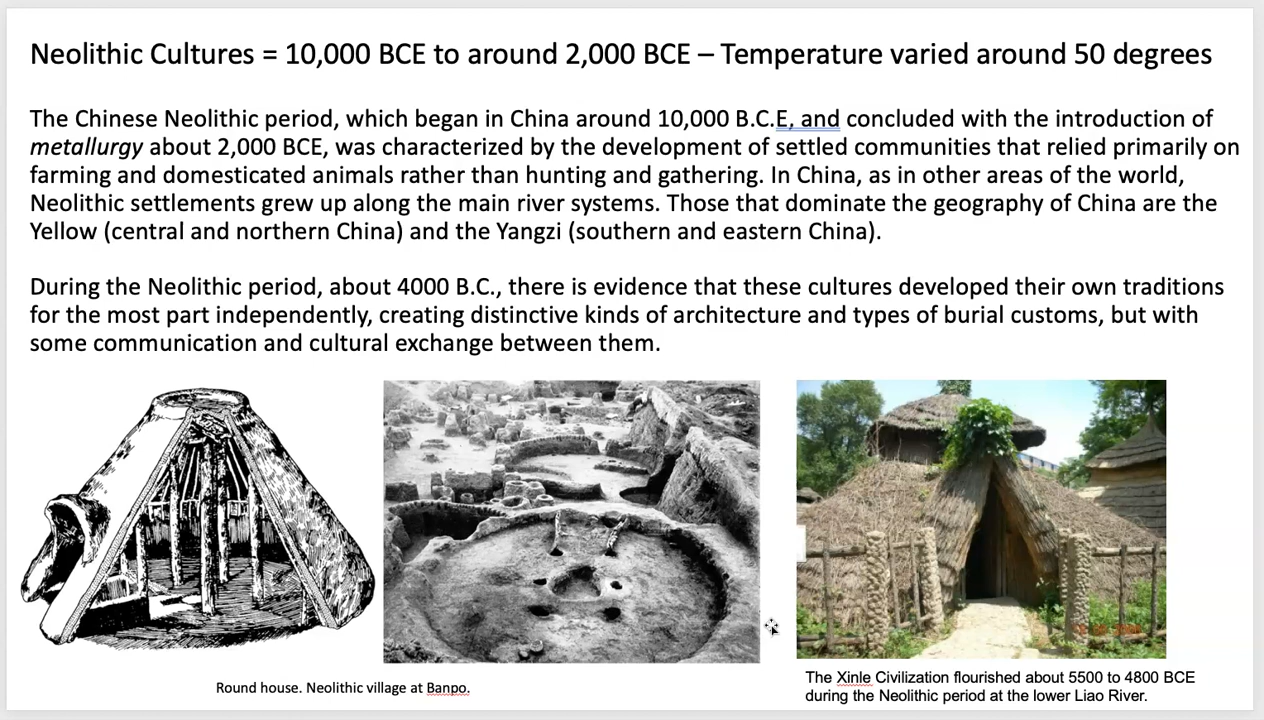 Neolithic Cultures = 10,000 BCE to around 2,000 BCE – Temperature varied around 50 degrees
The Chinese Neolithic period, which began in China around 10,000 B.C.E, and concluded with the introduction of
metallurgy about 2,000 BCE, was characterized by the development of settled communities that relied primarily on
farming and domesticated animals rather than hunting and gathering. In China, as in other areas of the world,
Neolithic settlements grew up along the main river systems. Those that dominate the geography of China are the
Yellow (central and northern China) and the Yangzi (southern and eastern China).
During the Neolithic period, about 4000 B.C., there is evidence that these cultures developed their own traditions
for the most part independently, creating distinctive kinds of architecture and types of burial customs, but with
some communication and cultural exchange between them.
Round house. Neolithic village at Banpo.
The Xinle Civilization flourished about 5500 to 4800 BCE
during the Neolithic period at the lower Liao River.